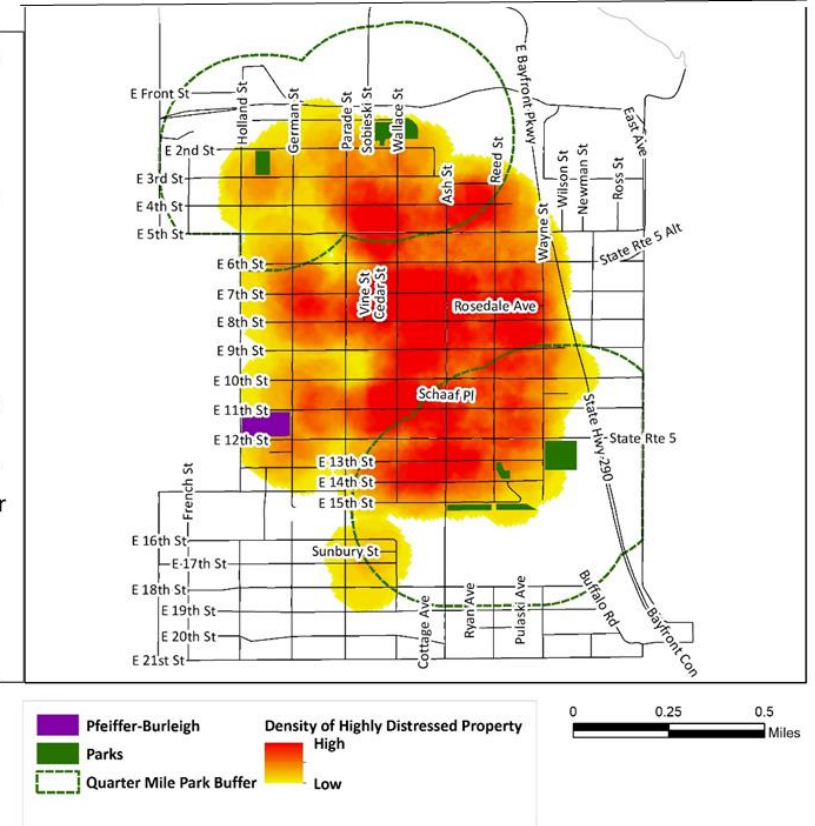 E Front St
Holland St
German St
Parade St
Sobieski St
Wallace St
E Bayfront Pkwy
East Ave
E 2nd St
E 3rd St
E 4th St
E 5th St
Ash St
Reed St
Wilson St
Newman St
Ross St
Wayne St
State Rte 5 Alt
E 6th St
E 7th St
E 8th St
Vine St
Cedar St
Rosedale Ave
E 9th St
E 10th St
Schaaf Pl
E 11th St
E 12th St
State Rte 5
State Hwy 290
E 13th St
E 14th St
E 15th St
French St
r
E 16th St
Sunbury St
E 17th St
E 18th St
E 19th St
E 20th St
E 21st St
Cottage Ave
Ryan Ave
Pulaski Ave
Buffalo Rd
Bayfront Con
Pfeiffer-Burleigh
Parks
Quarter Mile Park Buffer
Density of Highly Distressed Property
High
Low
0 0.25 0.5
Miles